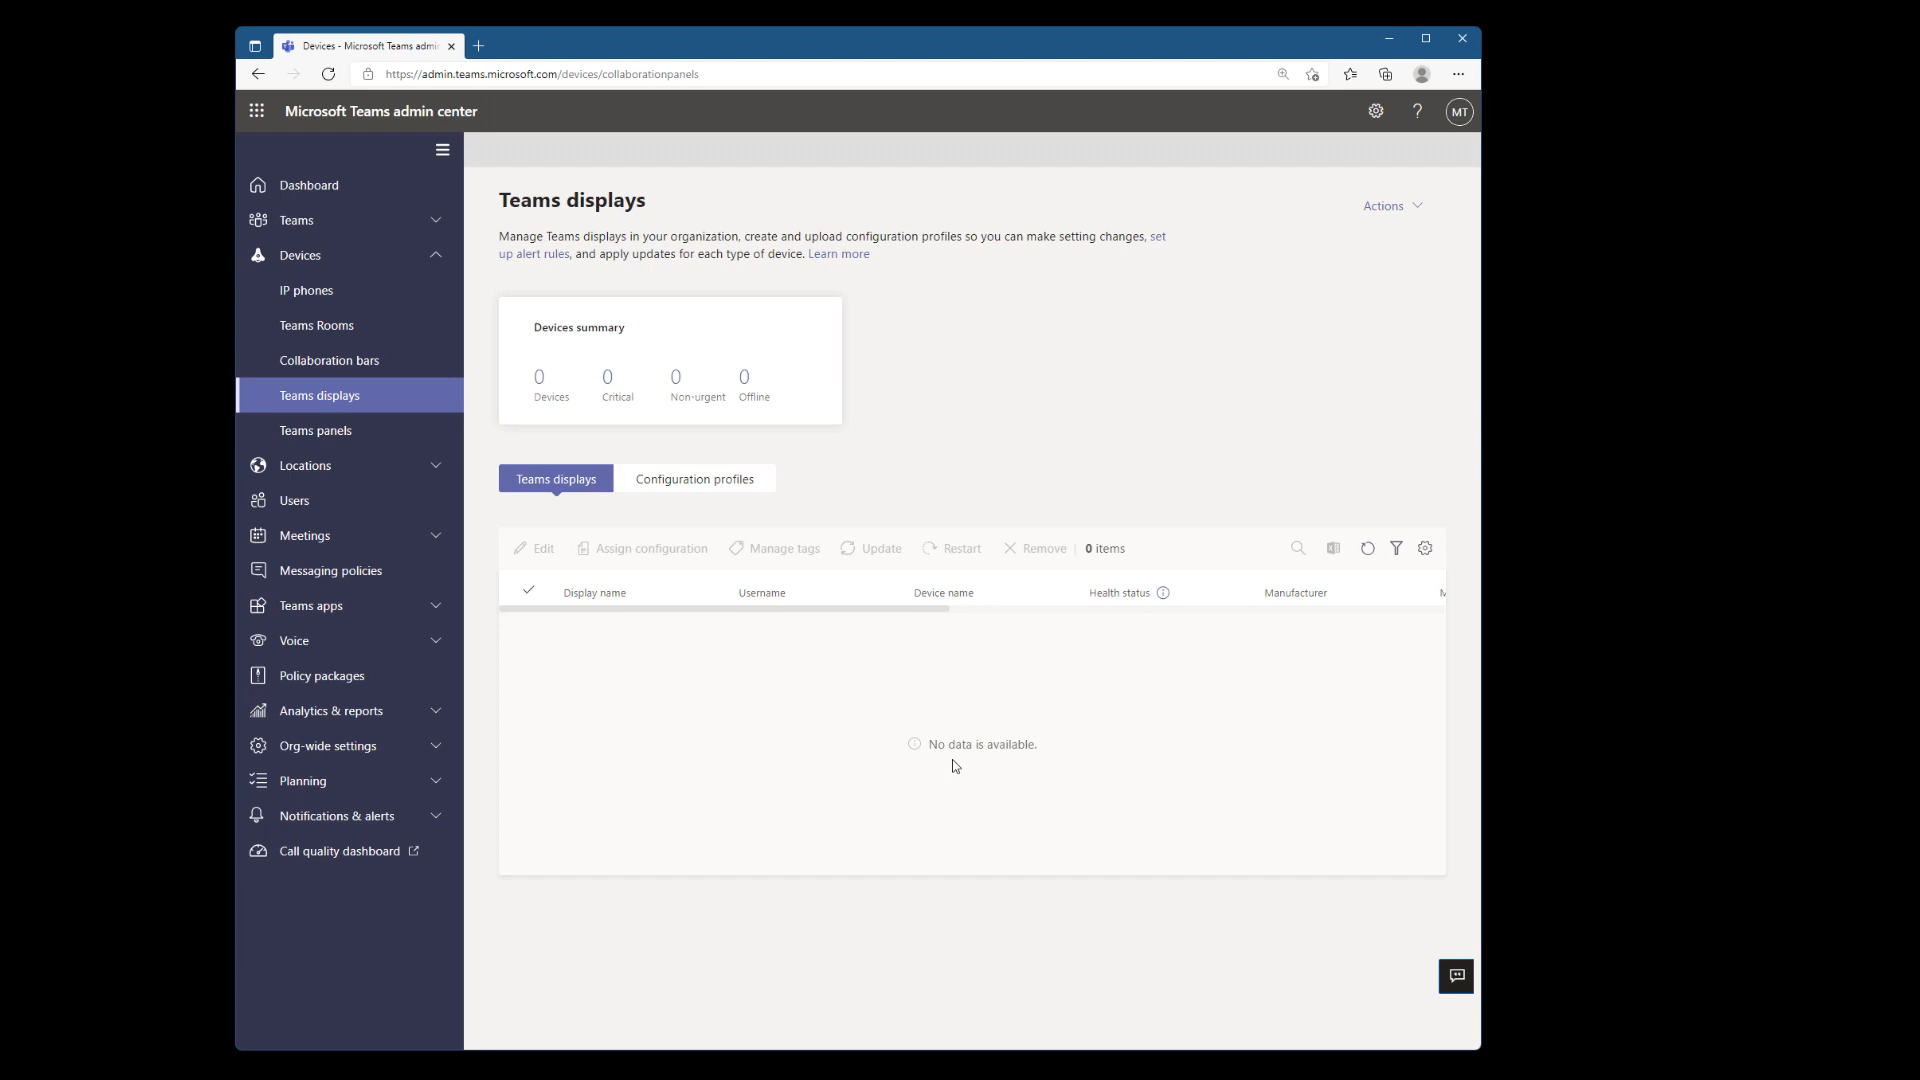 Devices - Microsoft Teams admi
https://admin.teams.microsoft.com/devices/collaborationpanels
Microsoft Teams admin center
?
MT
Dashboard
Teams
Devices
IP phones
Teams Rooms
Collaboration bars
Teams displays
Teams panels
Locations
Users
Meetings
Messaging policies
Teams apps
Voice
Policy packages
Analytics & reports
Org-wide settings
Planning
Notifications & alerts
Call quality dashboard
Teams displays
Actions
Manage Teams displays in your organization, create and upload configuration profiles so you can make setting changes, set
up alert rules, and apply updates for each type of device. Learn more
Devices summary
0 0 0 0
Devices Critical Non-urgent Offline
Teams displays Configuration profiles
Edit Assign configuration Manage tags Update Restart Remove 0 items
Display name Username Device name Health status Manufacturer
No data is available.